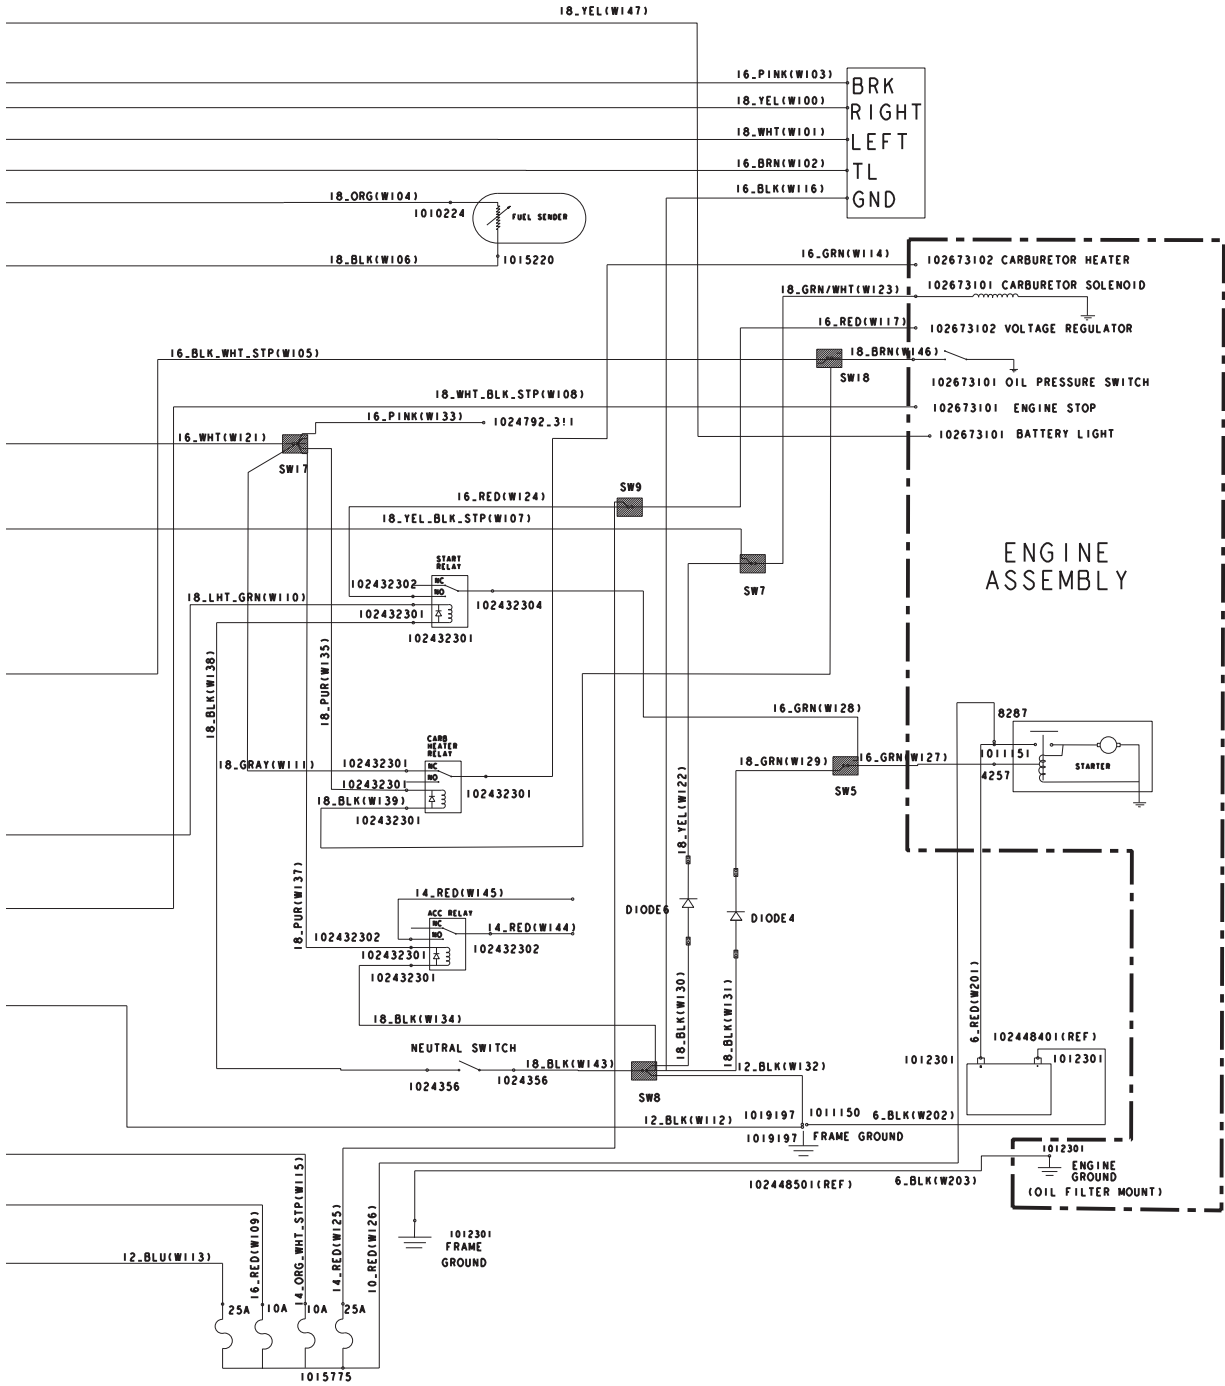 18_YEL(W147)
16_PINK(W103)
BRK
18_YEL(W100)
RIGHT
18_WHT(W101)
LEFT
16_BRN(W102)
TL
16_BLK(W116)
GND
18_ORG(W104)
1010224
FUEL SENDER
18_BLK(W106)
1015220
16_GRN(W114)
102673102 CARBURETOR HEATER
18_GRN/WHT(W123)
102673101 CARBURETOR SOLENOID
16_RED(W117)
102673102 VOLTAGE REGULATOR
16_BLK_WHT_STP(W105)
18_BRN(W146)
SW18
102673101 OIL PRESSURE SWITCH
18_WHT_BLK_STP(W108)
102673101 ENGINE STOP
16_PINK(W133)
1024792_3!1
16_WHT(W121)
102673101 BATTERY LIGHT
SW17
SW9
16_RED(W124)
18_YEL_BLK_STP(W107)
ENGINE
ASSEMBLY
START
RELAY
102432302
NC
NO
SW7
18_LHT_GRN(W110)
102432301
102432304
102432301
18_BLK(W138)
18_PUR(W135)
16_GRN(W128)
8287
CARB
HEATER
RELAY
18_GRAY(W111)
102432301
NC
NO
102432301
102432301
18_BLK(W139)
102432301
18_GRN(W129)
16_GRN(W127)
1011151
4257
STARTER
SW5
18_YEL(W122)
18_PUR(W137)
14_RED(W145)
ACC RELAY
NC
NO
14_RED(W144)
102432302
102432301
102432302
102432301
DIODE6
DIODE4
18_BLK(W130)
18_BLK(W131)
6_RED(W201)
18_BLK(W134)
102448401(REF)
NEUTRAL SWITCH
18_BLK(W143)
12_BLK(W132)
1012301
1012301
1024356
1024356
SW8
12_BLK(W112)
1019197
1011150
6_BLK(W202)
1019197
FRAME GROUND
1012301
ENGINE
GROUND
(OIL FILTER MOUNT)
102448501(REF)
6_BLK(W203)
1012301
FRAME
GROUND
12_BLU(W113)
16_RED(W109)
14_ORG_WHT_STP(W115)
14_RED(W125)
10_RED(W126)
25A
10A
10A
25A
1015775